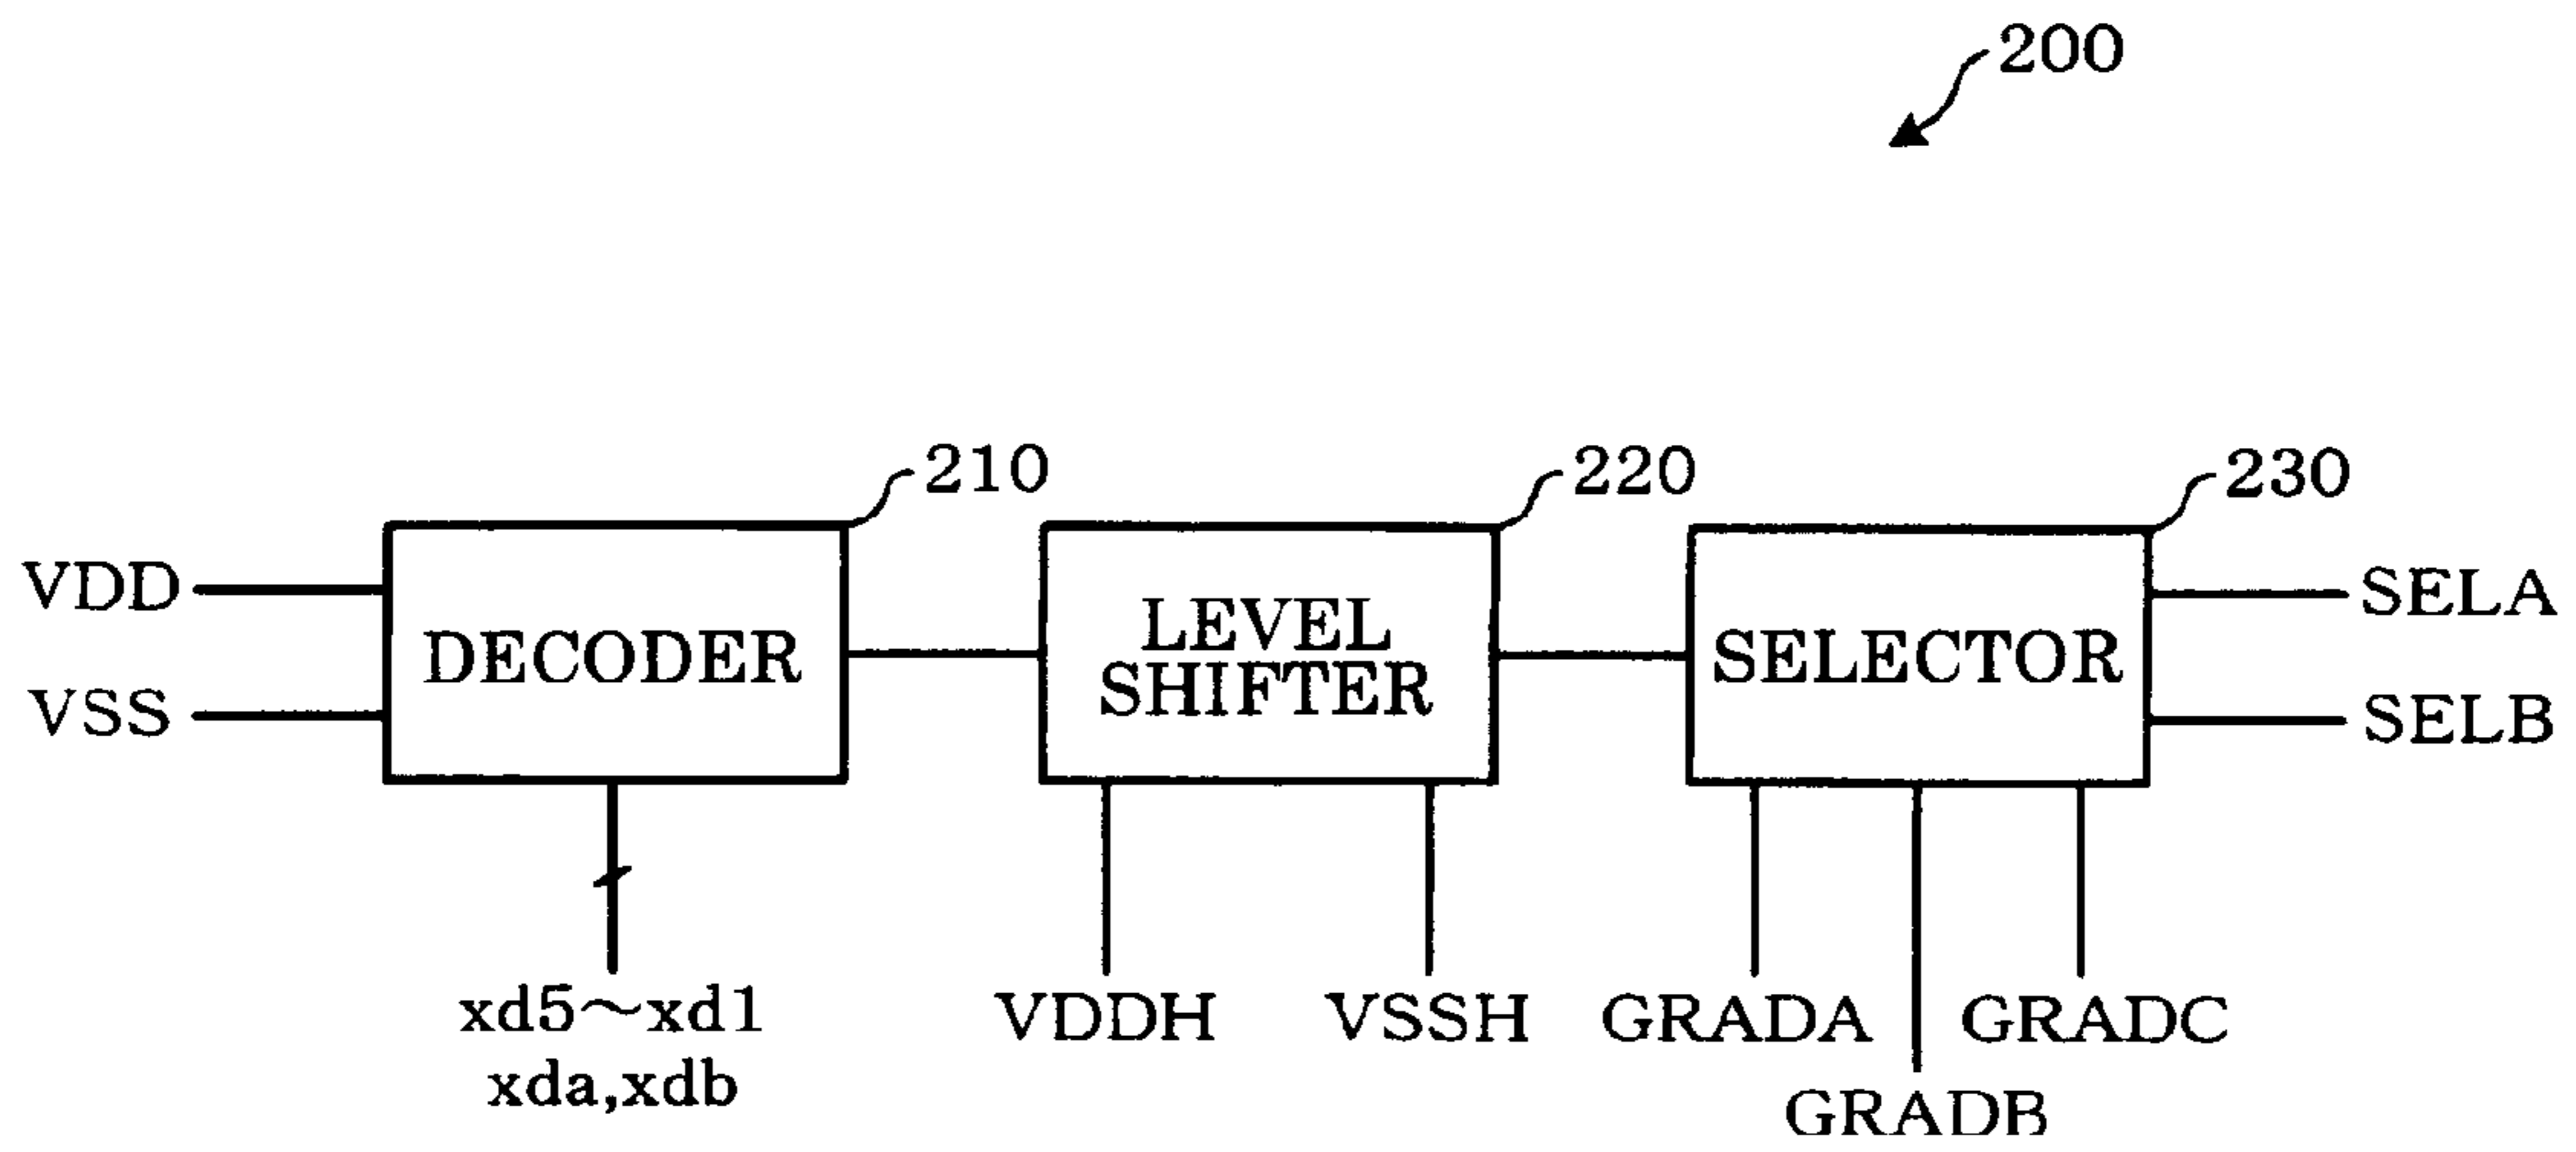 200
210
220
230
VDD
VSS
DECODER
LEVEL
SHIFTER
SELECTOR
SELA
SELB
xd5～xd1
xda,xdb
VDDH
VSSH
GRADA
GRADC
GRADB